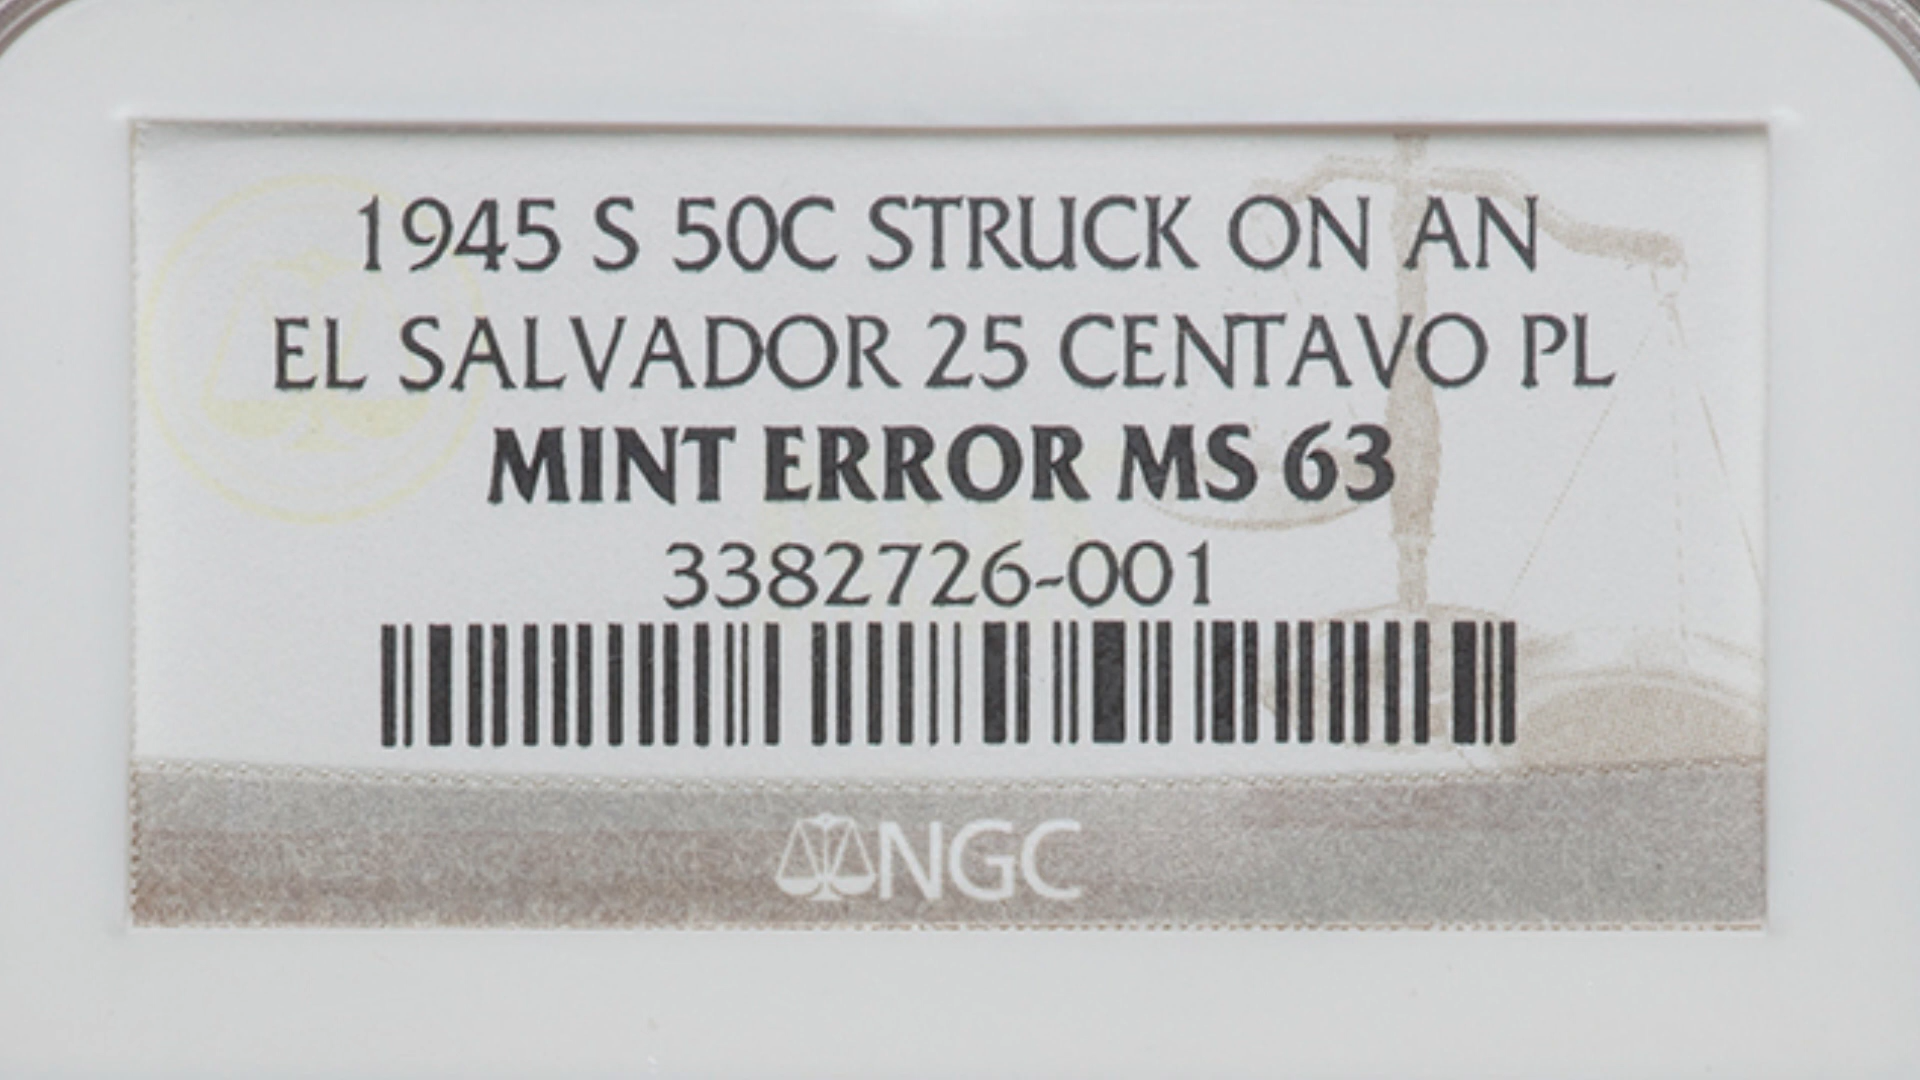 1945 S 50C STRUCK ON AN
EL SALVADOR 25 CENTAVO PL
MINT ERROR MS 63
3382726-001
NGC